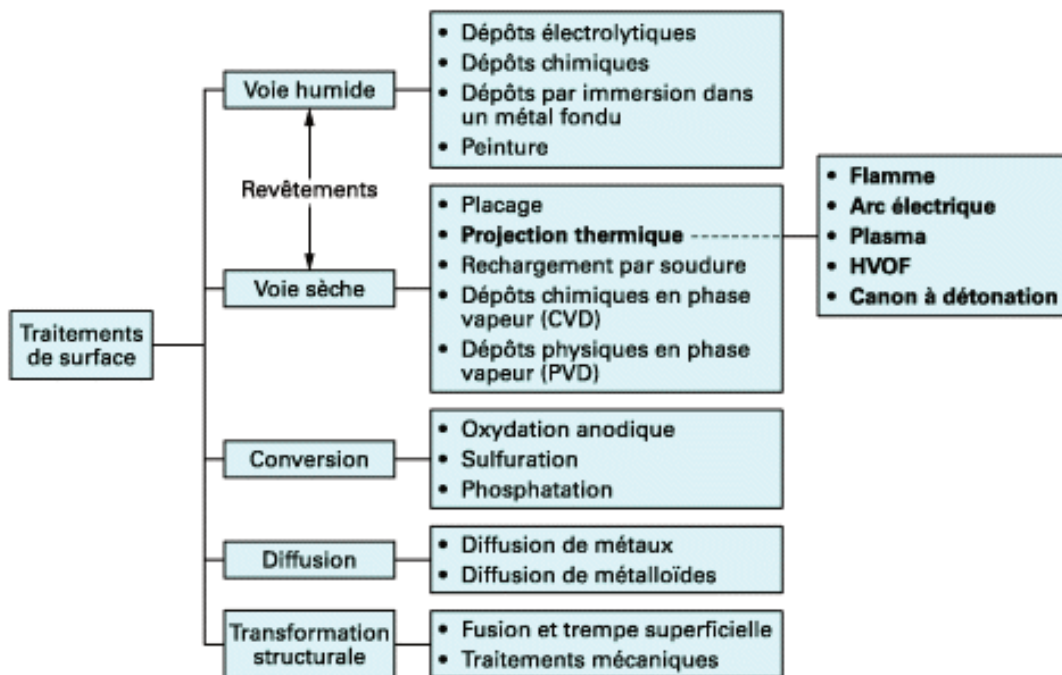 Traitements
de surface
Voie humide
Revêtements
Voie sèche
Conversion
Diffusion
Transformation
structurale
• Dépôts électrolytiques
• Dépôts chimiques
• Dépôts par immersion dans
un métal fondu
• Peinture
• Placage
• Projection thermique
• Rechargement par soudure
• Dépôts chimiques en phase
vapeur (CVD)
• Dépôts physiques en phase
vapeur (PVD)
• Flamme
• Arc électrique
• Plasma
• HVOF
• Canon à détonation
• Oxydation anodique
• Sulfuration
• Phosphatation
• Diffusion de métaux
• Diffusion de métalloïdes
• Fusion et trempe superficielle
• Traitements mécaniques